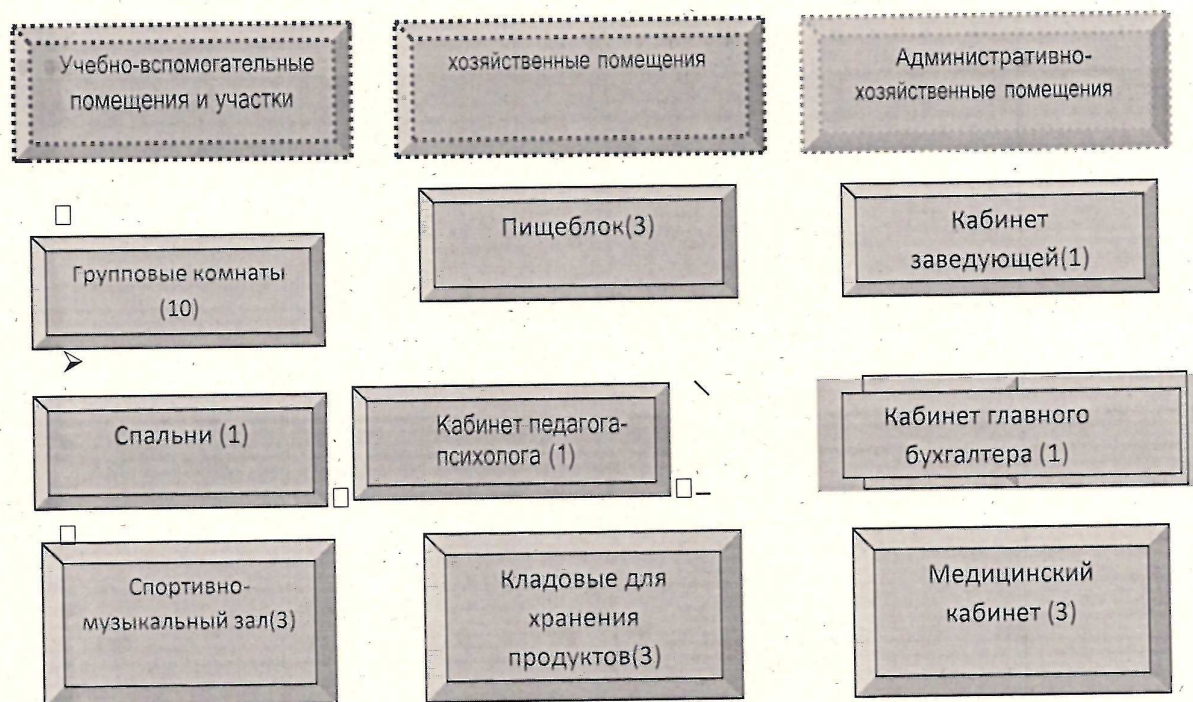 Учебно-вспомогательные
помещения и участки
хозяйственные помещения
Административно-
хозяйственные помещения
Пищеблок(3)
Кабинет
заведующей(1)
Групповые комнаты
(10)
Спальни (1)
Кабинет педагога-
психолога (1)
Кабинет главного
бухгалтера (1)
Спортивно-
музыкальный зал(3)
Кладовые для
хранения
продуктов(3)
Медицинский
кабинет (3)